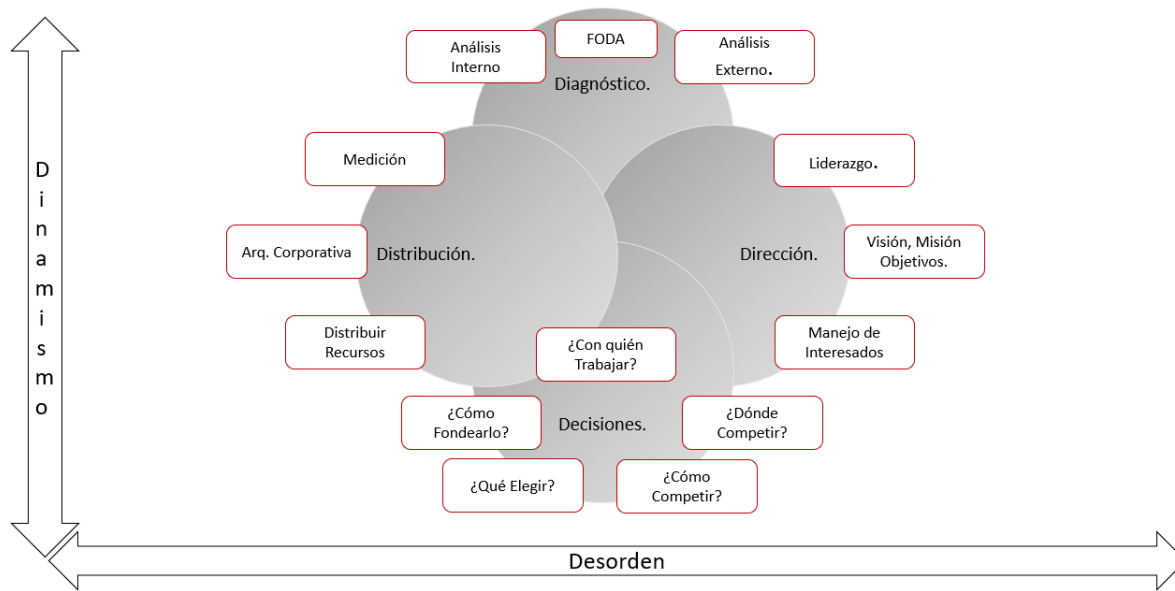 FODA
Análisis
Interno
Análisis
Externo.
Diagnóstico.
Medición
Liderazgo.
Dinamismo
Arq. Corporativa
Distribución.
Dirección.
Visión, Misión
Objetivos.
Distribuir
Recursos
¿Con quién
Trabajar?
Manejo de
Interesados
¿Cómo
Fondearlo?
Decisiones.
¿Dónde
Competir?
¿Qué Elegir?
¿Cómo
Competir?
Desorden